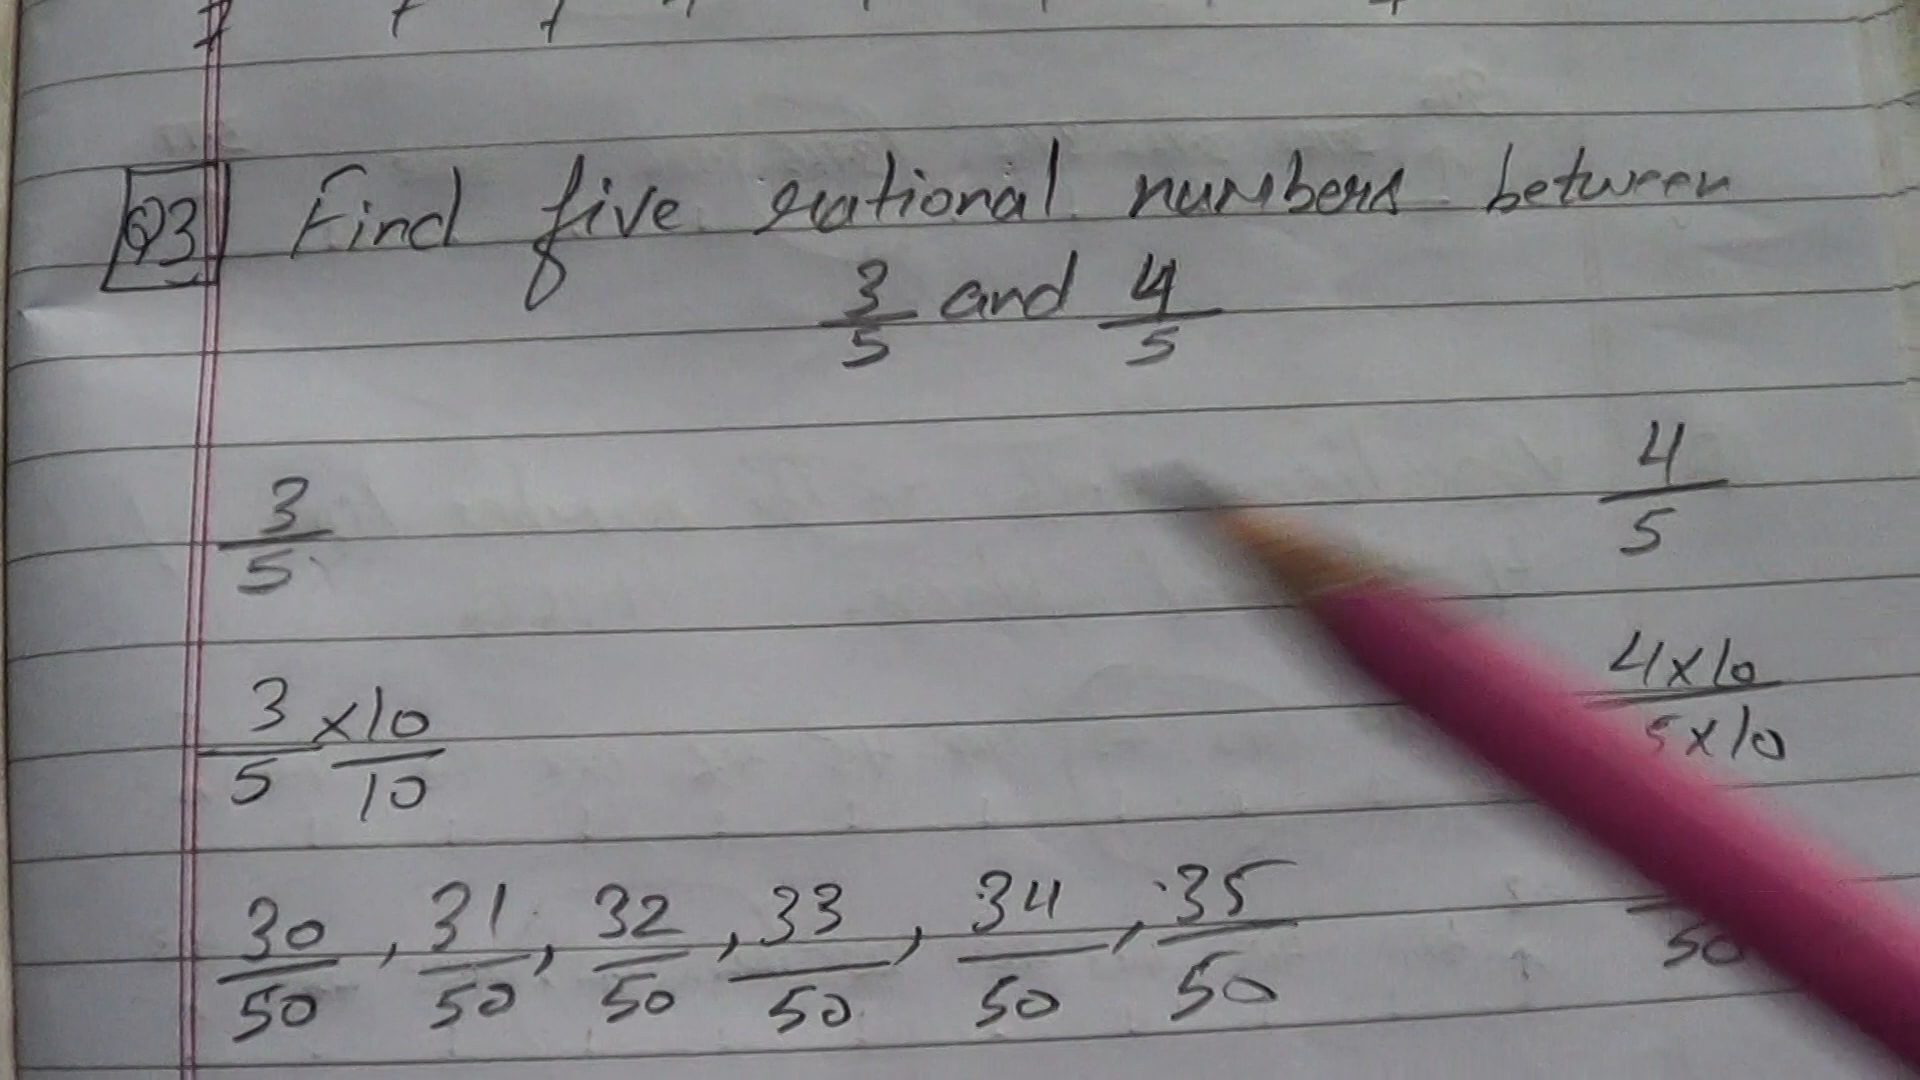 Q3 Find five rational numbers between
3/5 and 4/5
3/5 4/5
3/5 × 10/10 4×10/5×10
30/50, 31/50, 32/50, 33/50, 34/50, 35/50 50